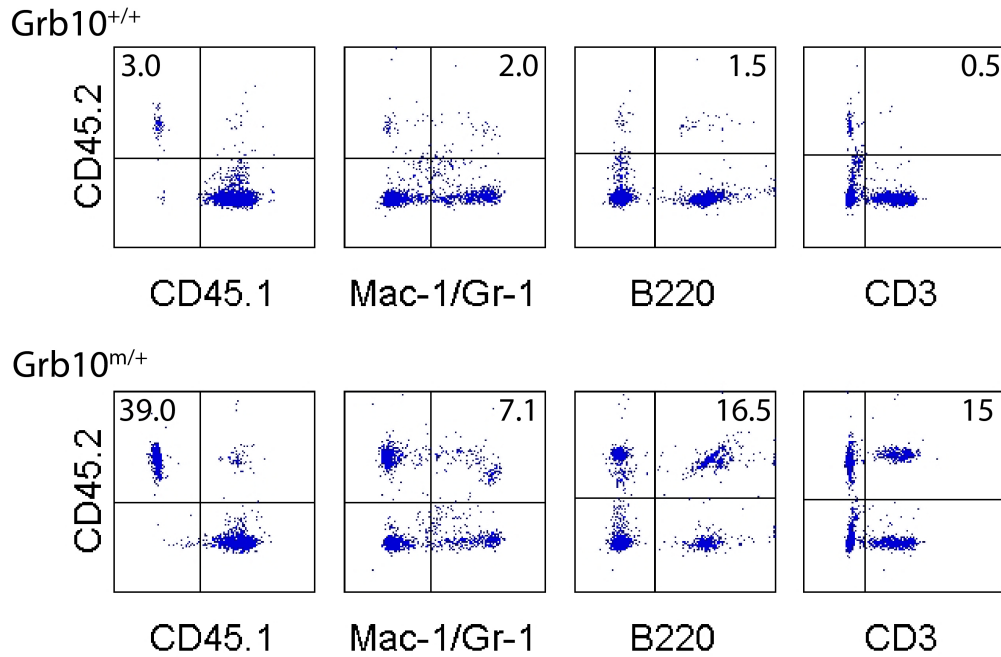 Grb10+/+
3.0 2.0 1.5 0.5
CD45.2
CD45.1 Mac-1/Gr-1 B220 CD3
Grb10m/+
39.0 7.1 16.5 15
CD45.2
CD45.1 Mac-1/Gr-1 B220 CD3